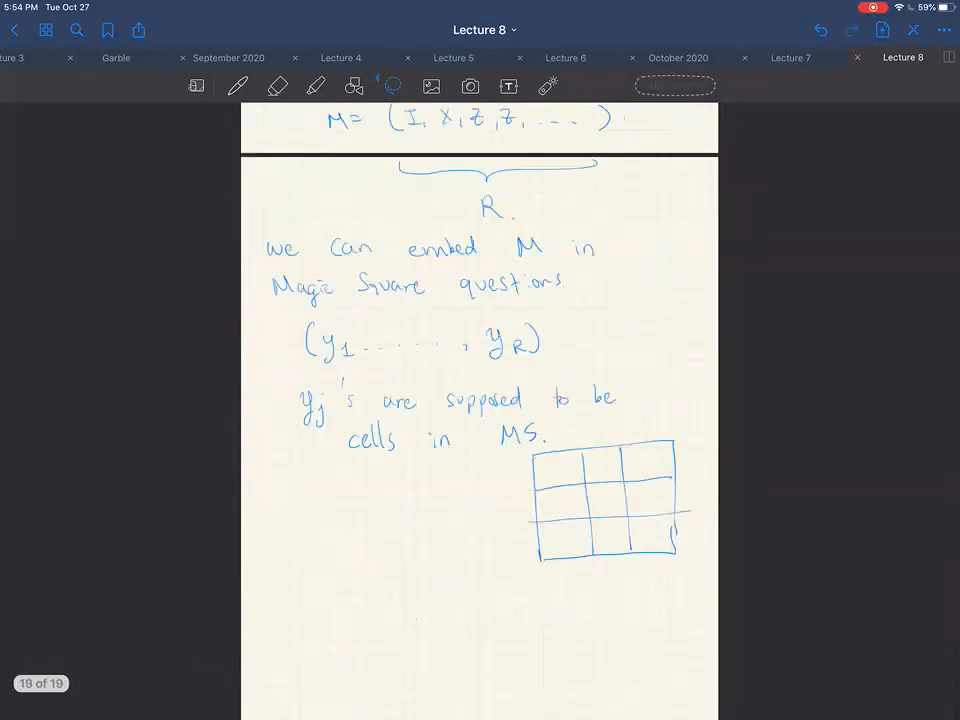 5:54 PM Tue Oct 27
59%
Lecture 8
ure 3
Garble
September 2020
Lecture 4
Lecture 5
Lecture 6
October 2020
Lecture 7
Lecture 8
M = (I, X, Z, Z, .... )
R.
we can embed M in
Magic Square questions.
(y1 ......, yR)
yj's are supposed to be
cells in MS.
19 of 19